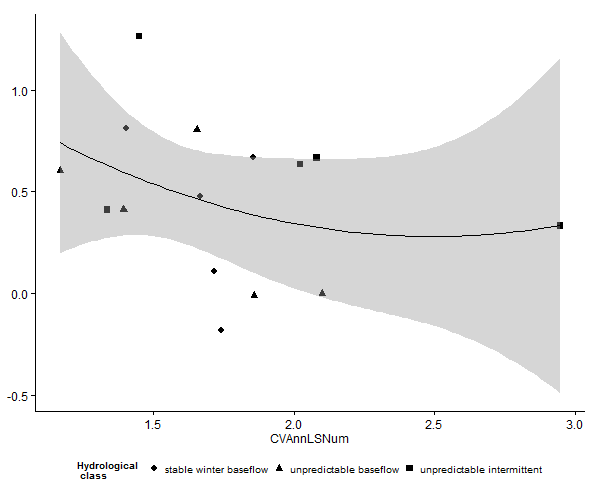 1.0
0.5
0.0
-0.5
1.5 2.0 2.5 3.0
CVAnnLSNum
Hydrological
class
stable winter baseflow unpredictable baseflow unpredictable intermittent